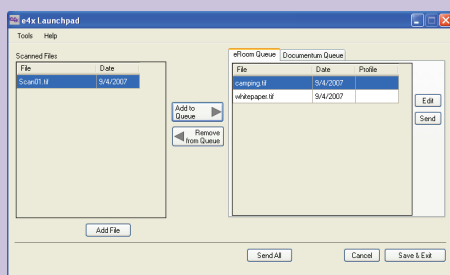 e4x e4x Launchpad
Tools Help
Scanned Files
File Date
Scan01.tif 9/4/2007
Add File
Add to Queue
Remove from Queue
eRoom Queue Documentum Queue
File Date Profile
camping.tif 9/4/2007
whitepaper.tif 9/4/2007
Edit
Send
Send All Cancel Save & Exit